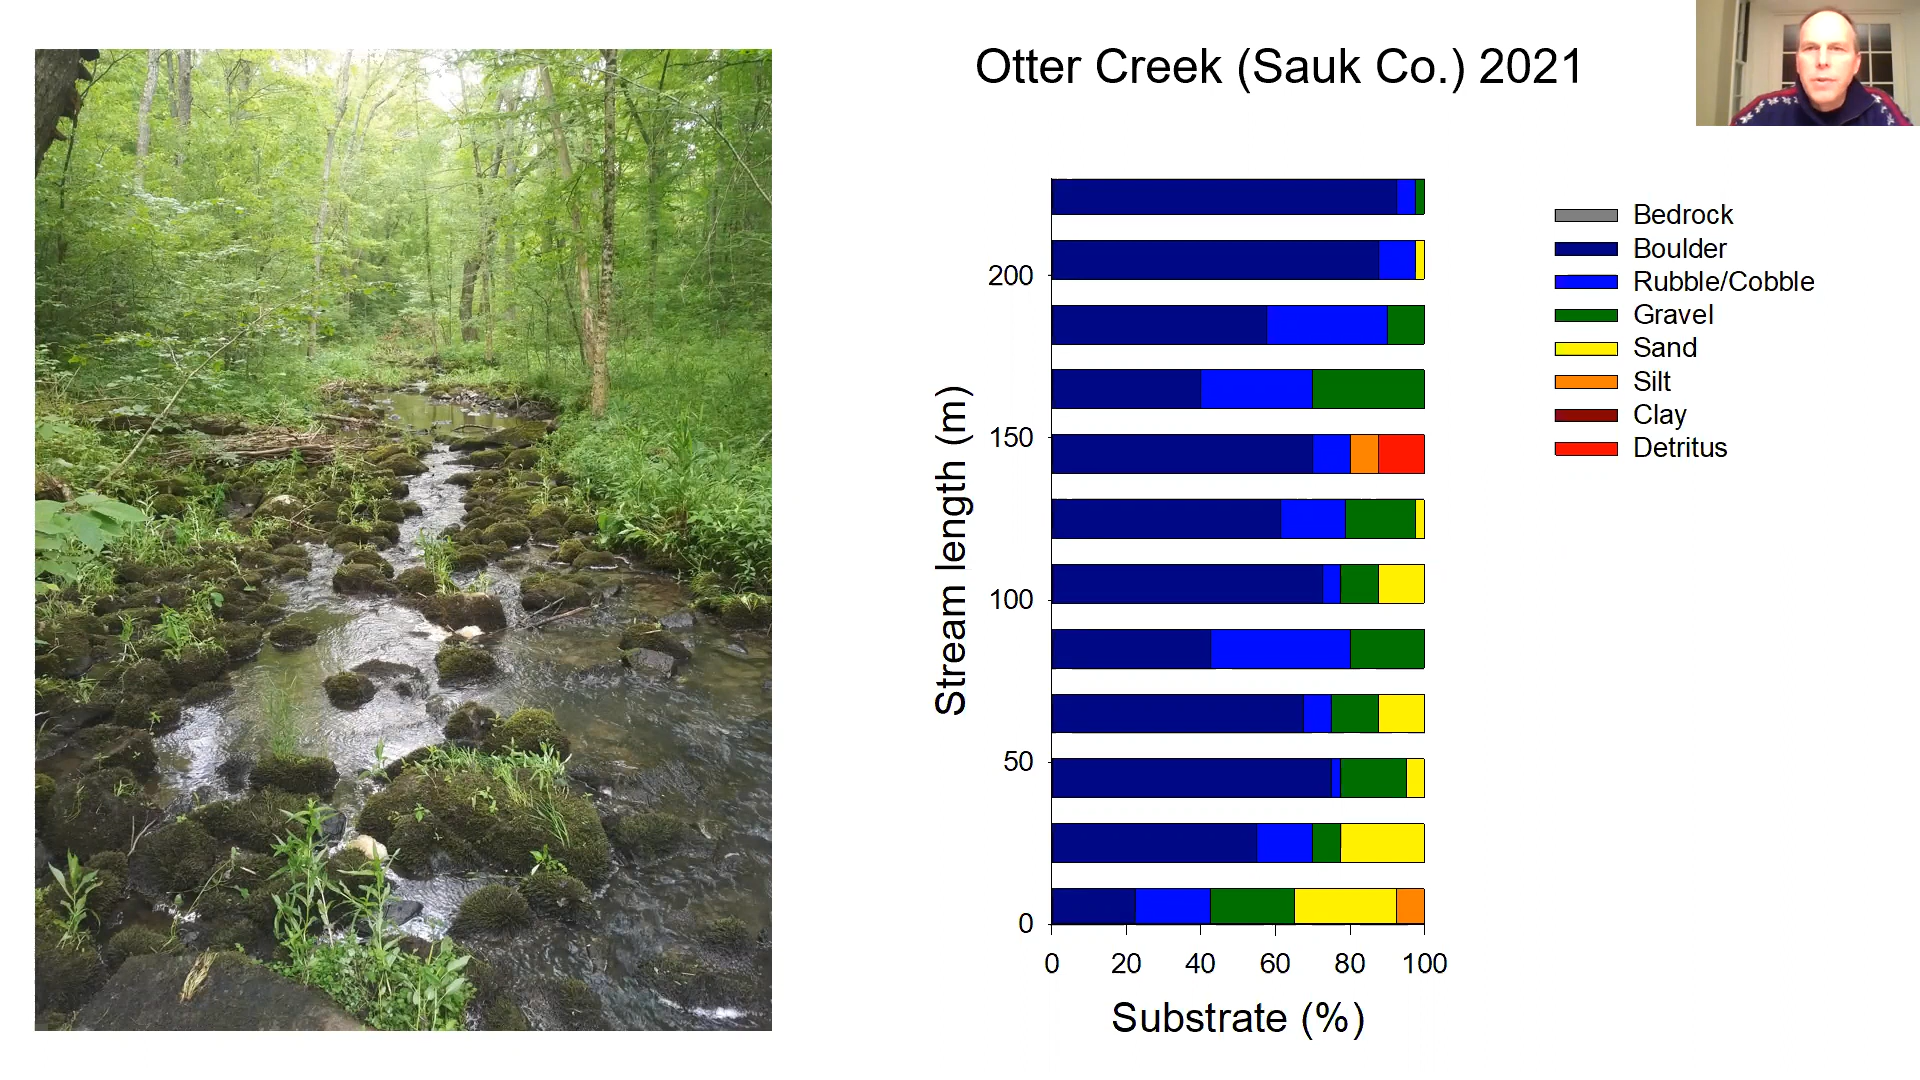 Otter Creek (Sauk Co.) 2021
Bedrock
Boulder
Rubble/Cobble
Gravel
Sand
Silt
Clay
Detritus
Stream length (m)
200
150
100
50
0
0 20 40 60 80 100
Substrate (%)